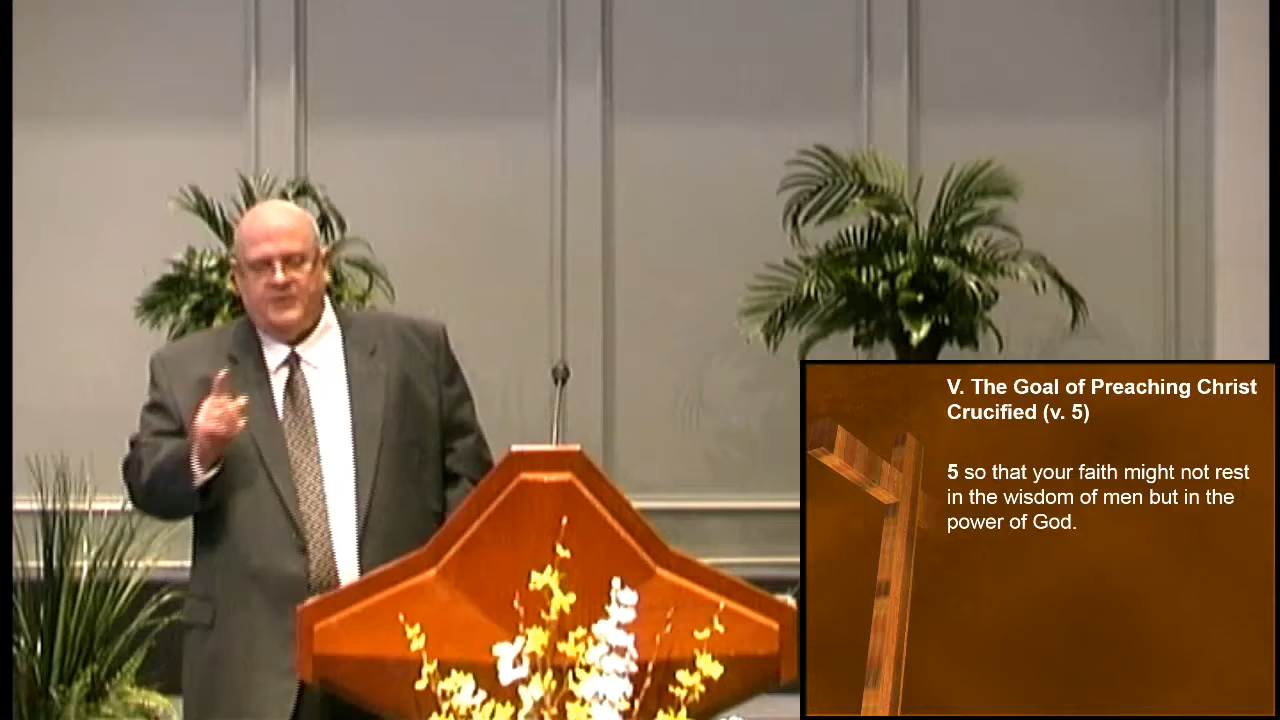 V. The Goal of Preaching Christ
Crucified (v. 5)
5 so that your faith might not rest
in the wisdom of men but in the
power of God.